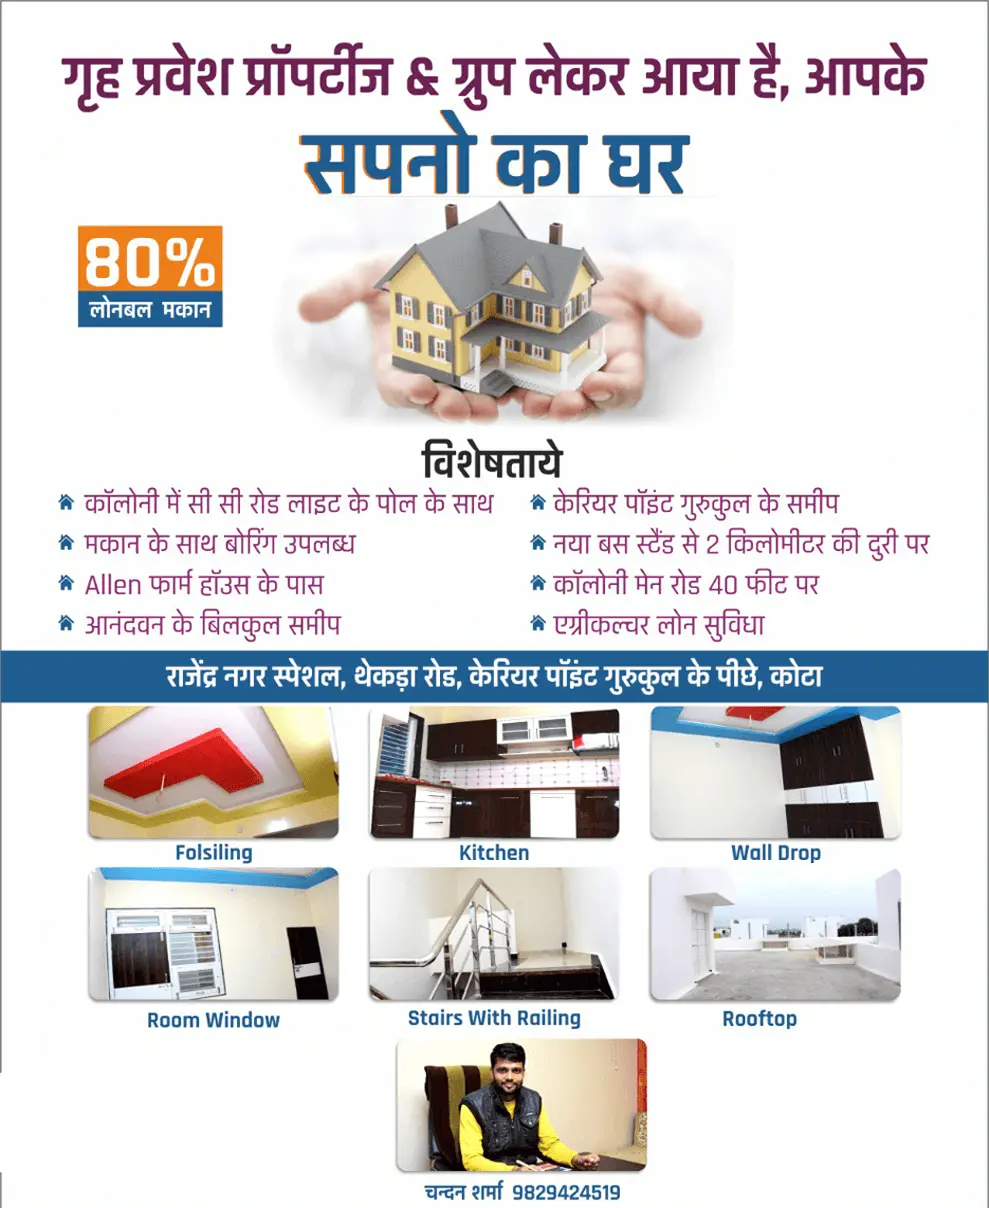 गृह प्रवेश प्रॉपर्टीज & ग्रुप लेकर आया है, आपके
सपनो का घर
80%
लोनबल मकान
विशेषताये
कॉलोनी में सी सी रोड लाइट के पोल के साथ
मकान के साथ बोरिंग उपलब्ध
Allen फार्म हॉउस के पास
आनंदवन के बिलकुल समीप
केरियर पॉइंट गुरुकुल के समीप
नया बस स्टैंड से 2 किलोमीटर की दुरी पर
कॉलोनी मेन रोड 40 फीट पर
एग्रीकल्चर लोन सुविधा
राजेंद्र नगर स्पेशल, थेकड़ा रोड, केरियर पॉइंट गुरुकुल के पीछे, कोटा
Folsiling
Kitchen
Wall Drop
Room Window
Stairs With Railing
Rooftop
चन्दन शर्मा 9829424519